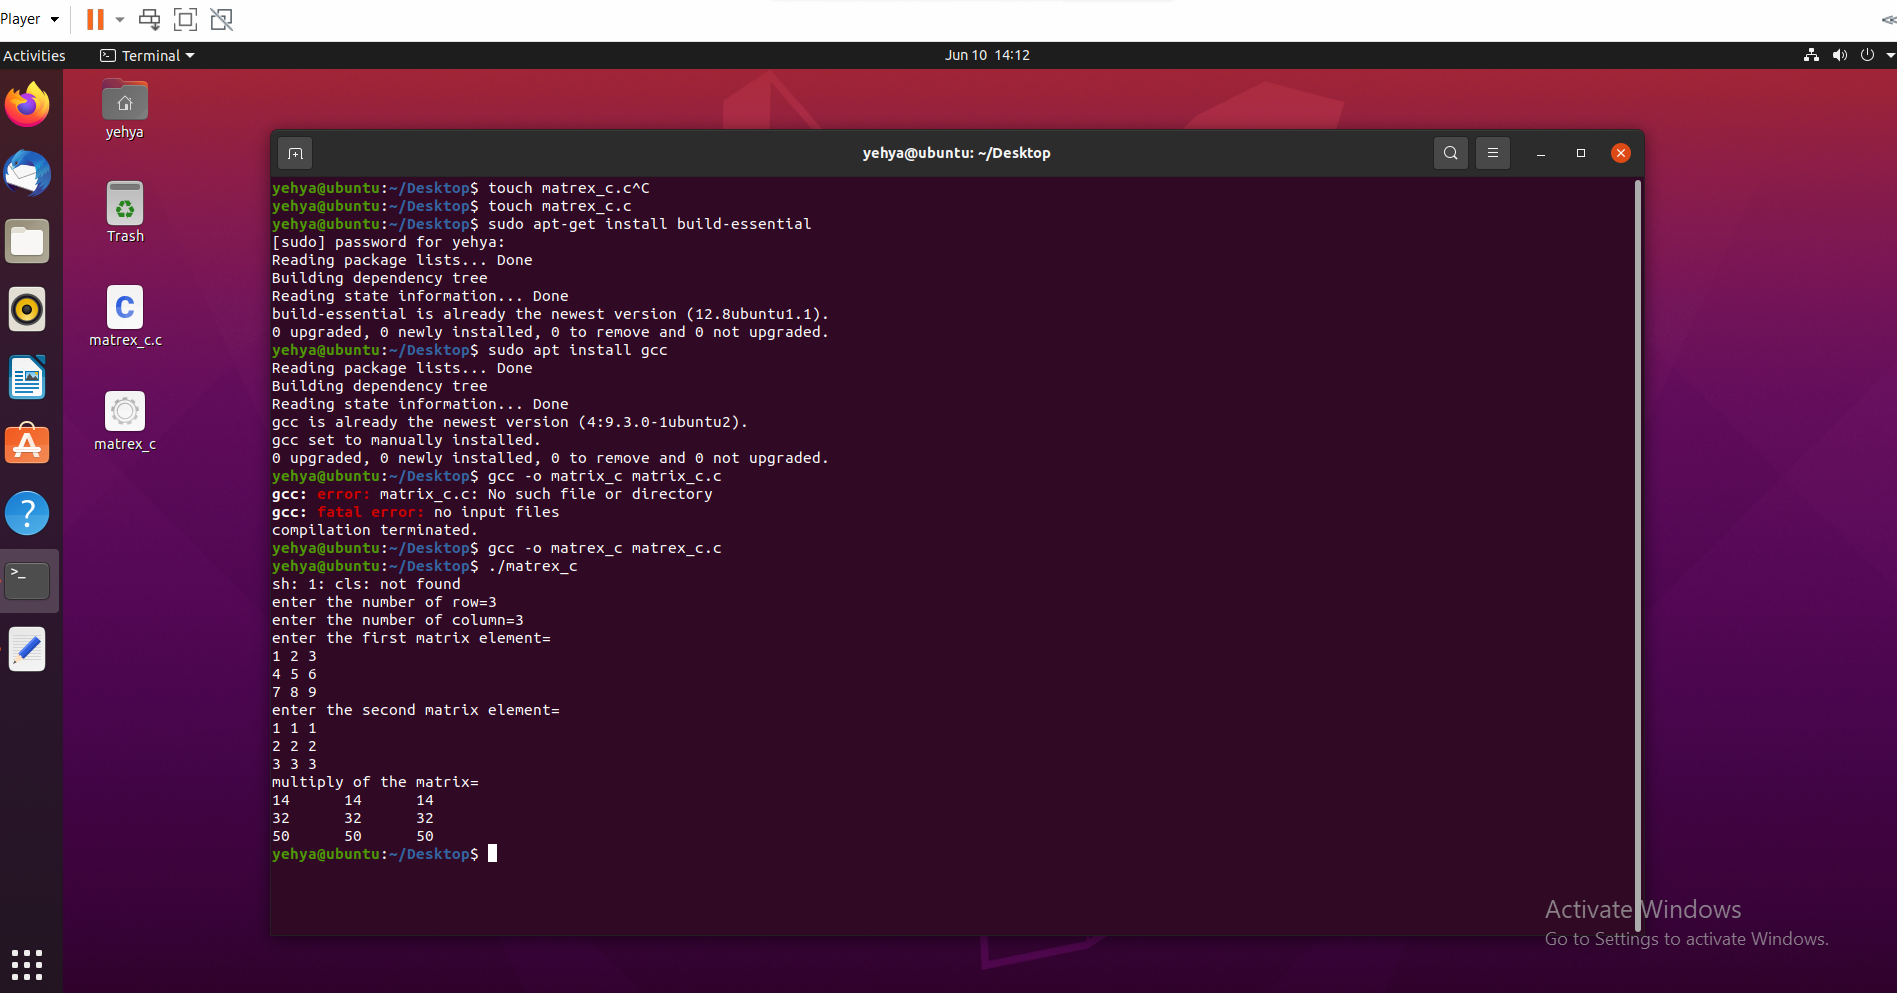 Player
Activities
Terminal
Jun 10 14:12
yehya
Trash
C
matrex_c.c
matrex_c
yehya@ubuntu: ~/Desktop
yehya@ubuntu:~/Desktop$ touch matrex_c.c^C
yehya@ubuntu:~/Desktop$ touch matrex_c.c
yehya@ubuntu:~/Desktop$ sudo apt-get install build-essential
[sudo] password for yehya:
Reading package lists... Done
Building dependency tree
Reading state information... Done
build-essential is already the newest version (12.8ubuntu1.1).
0 upgraded, 0 newly installed, 0 to remove and 0 not upgraded.
yehya@ubuntu:~/Desktop$ sudo apt install gcc
Reading package lists... Done
Building dependency tree
Reading state information... Done
gcc is already the newest version (4:9.3.0-1ubuntu2).
gcc set to manually installed.
0 upgraded, 0 newly installed, 0 to remove and 0 not upgraded.
yehya@ubuntu:~/Desktop$ gcc -o matrix_c matrix_c.c
gcc: error: matrix_c.c: No such file or directory
gcc: fatal error: no input files
compilation terminated.
yehya@ubuntu:~/Desktop$ gcc -o matrex_c matrex_c.c
yehya@ubuntu:~/Desktop$ ./matrex_c
sh: 1: cls: not found
enter the number of row=3
enter the number of column=3
enter the first matrix element=
1 2 3
4 5 6
7 8 9
enter the second matrix element=
1 1 1
2 2 2
3 3 3
multiply of the matrix=
14 14 14
32 32 32
50 50 50
yehya@ubuntu:~/Desktop$
Activate Windows
Go to Settings to activate Windows.